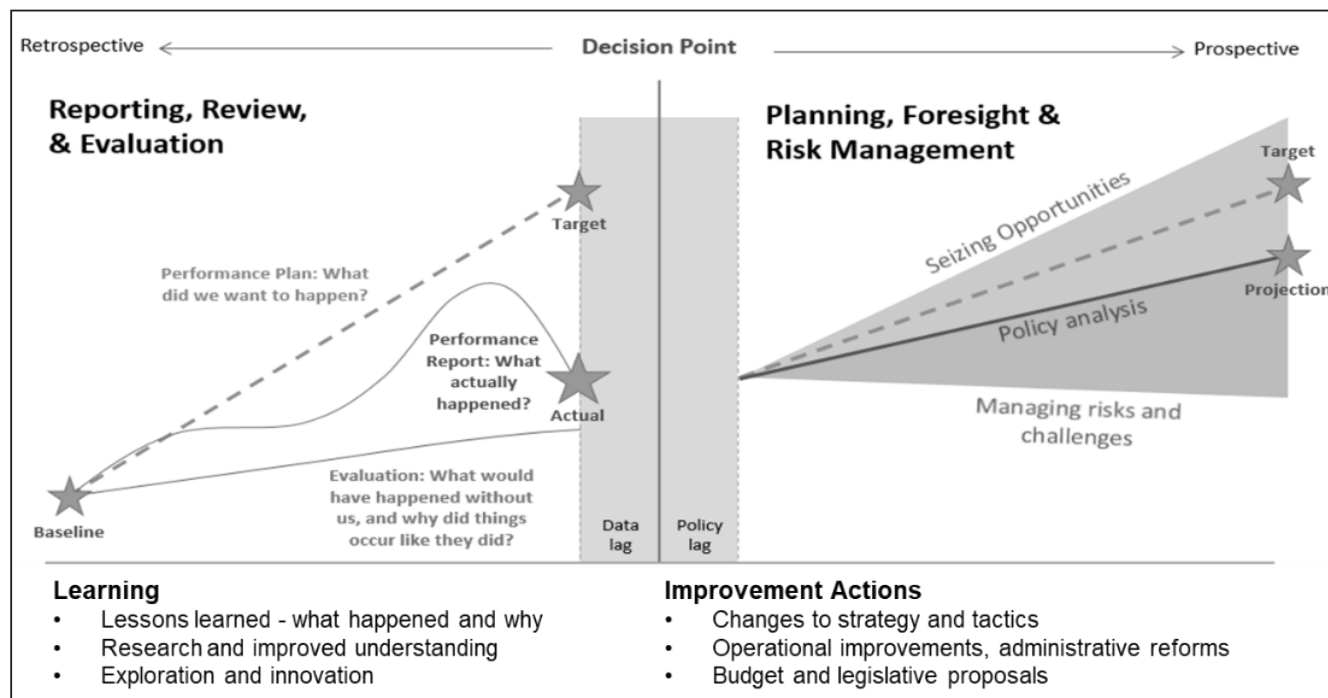 Retrospective
Decision Point
Prospective
Reporting, Review,
& Evaluation
Planning, Foresight &
Risk Management
Target
Target
Seizing Opportunities
Performance Plan: What
did we want to happen?
Projection
Policy analysis
Performance
Report: What
actually
happened?
Actual
Managing risks and
challenges
Evaluation: What would
have happened without
us, and why did things
occur like they did?
Baseline
Data
lag
Policy
lag
Learning
• Lessons learned - what happened and why
• Research and improved understanding
• Exploration and innovation
Improvement Actions
• Changes to strategy and tactics
• Operational improvements, administrative reforms
• Budget and legislative proposals